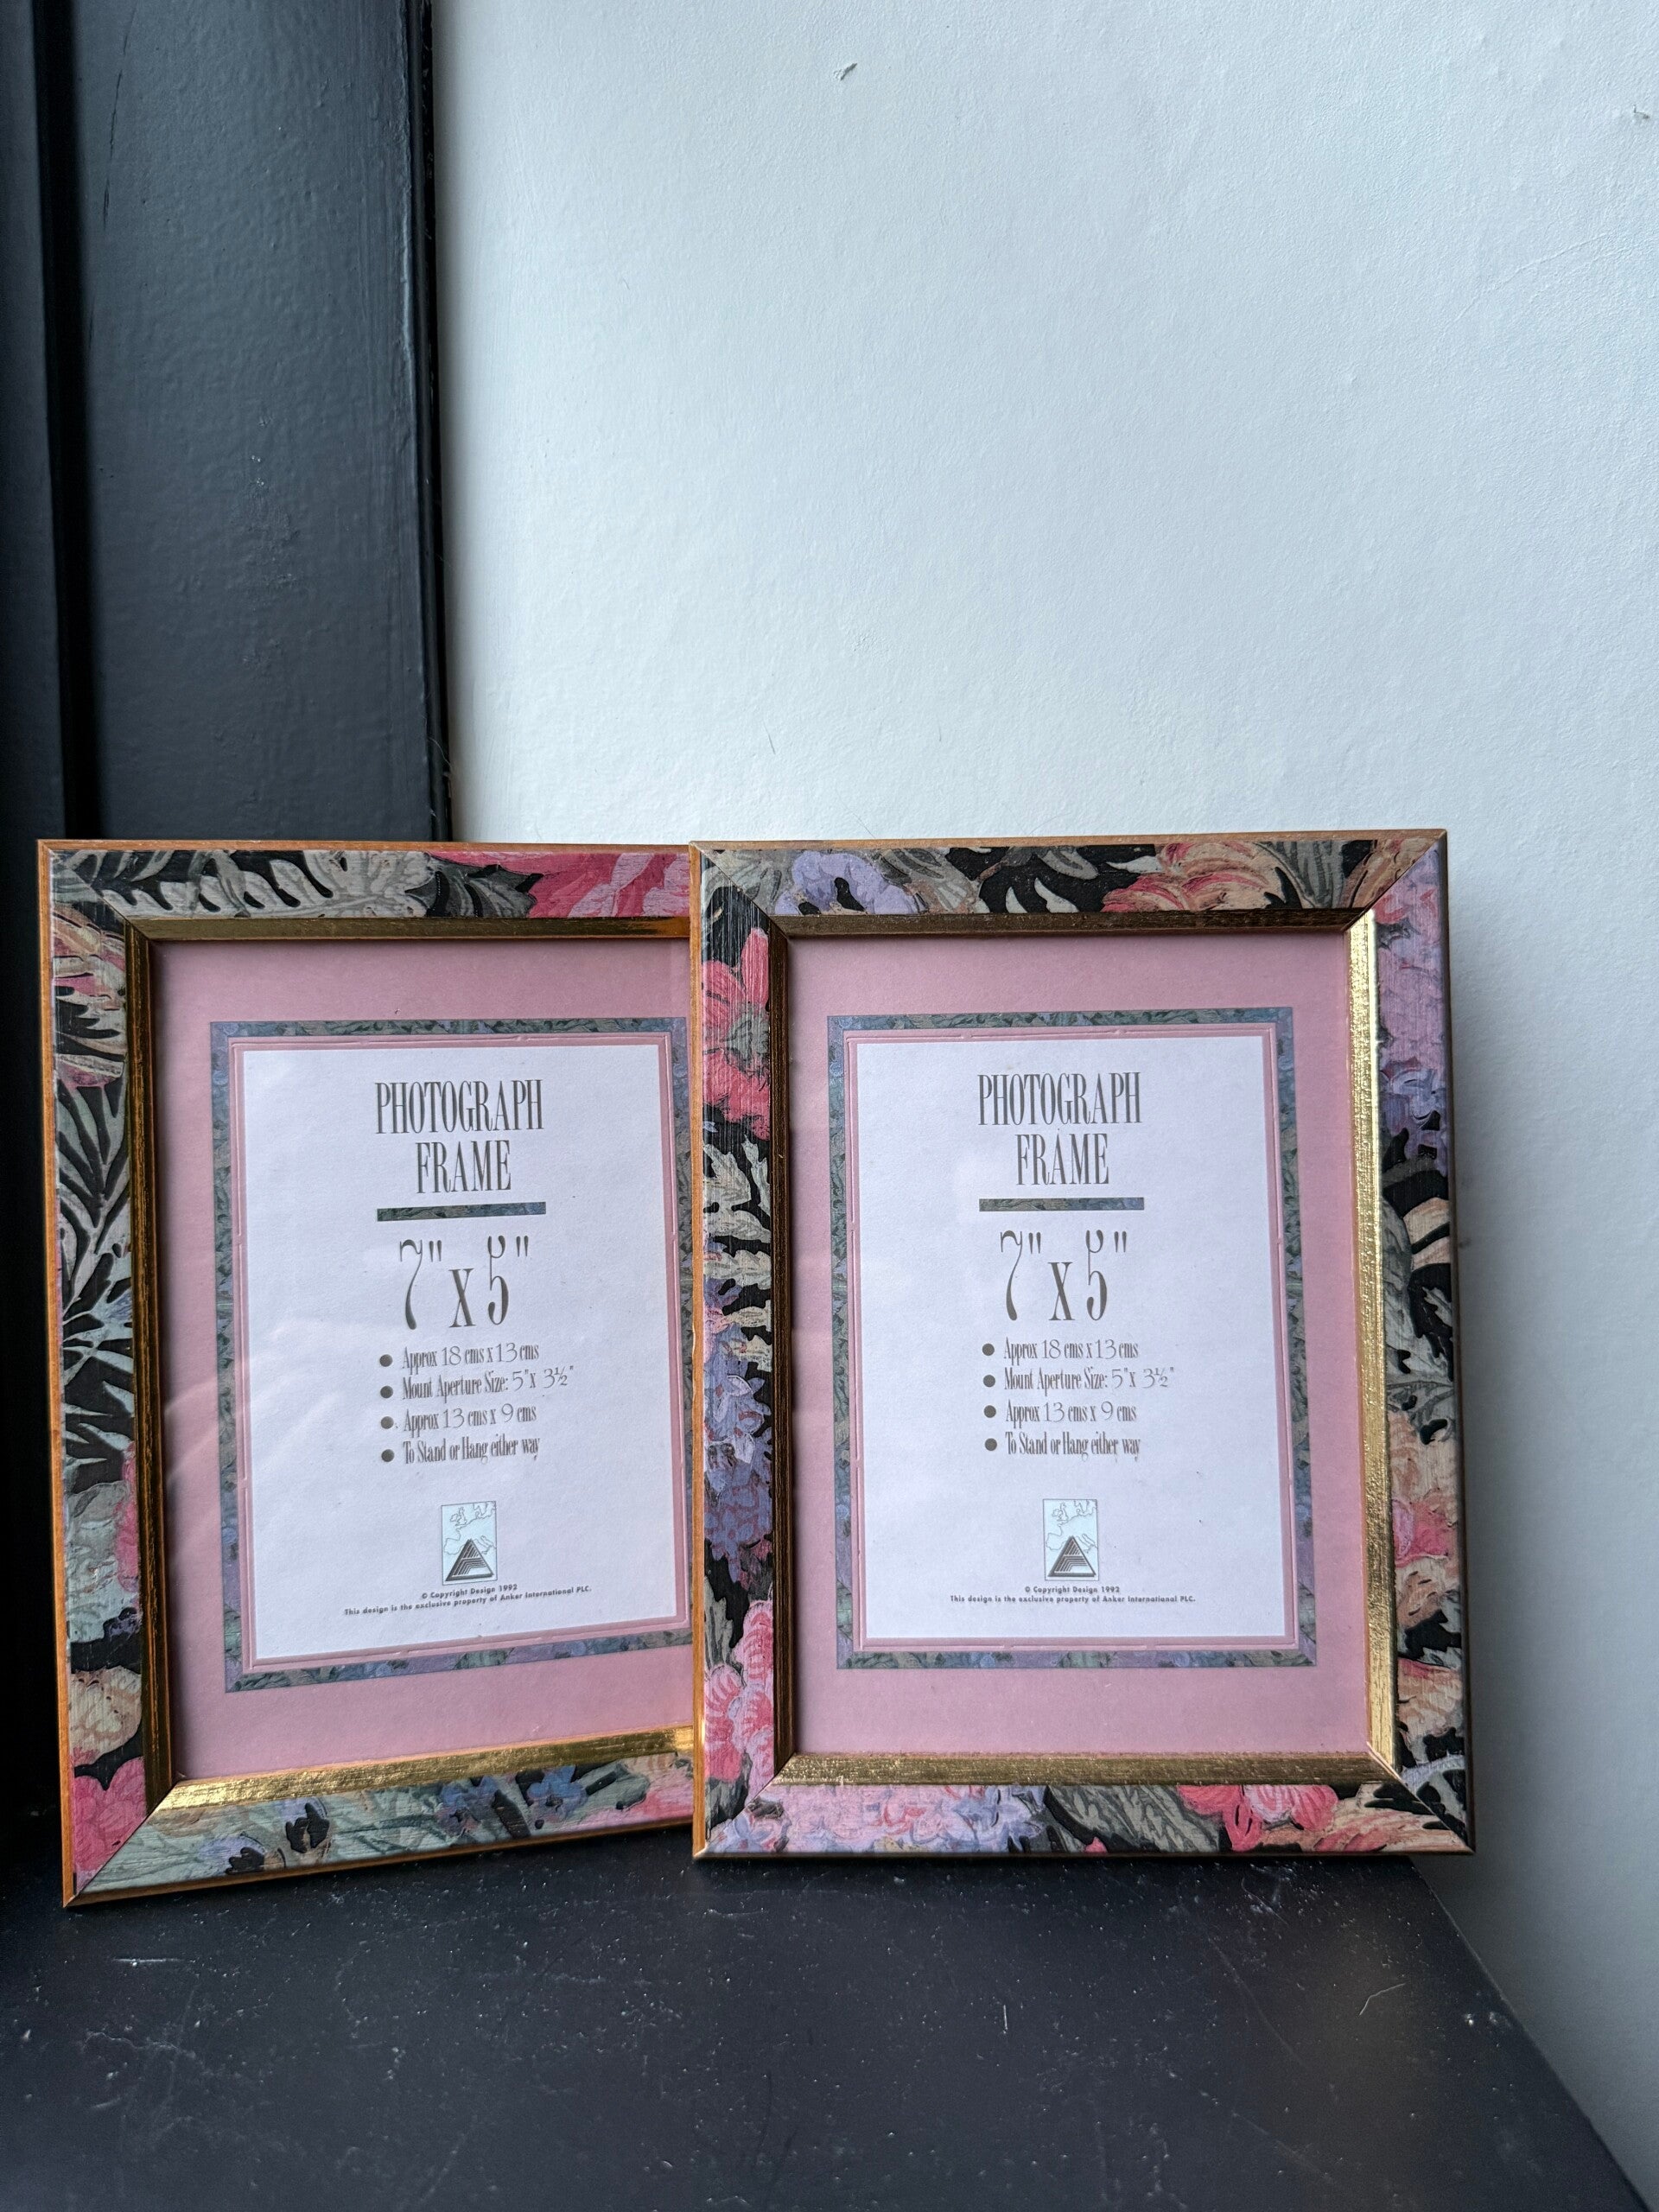 PHOTOGRAPH
FRAME
7" x 5"
● Approx 18 cms x 13 cms
● Mount Aperture Size: 5" x 3½"
● Approx 13 cms x 9 cms
● To Stand or Hang either way
© Copyright Design 1992
This design is the exclusive property of Anker International PLC.
PHOTOGRAPH
FRAME
7" x 5"
● Approx 18 cms x 13 cms
● Mount Aperture Size: 5" x 3½"
● Approx 13 cms x 9 cms
● To Stand or Hang either way
© Copyright Design 1992
This design is the exclusive property of Anker International PLC.